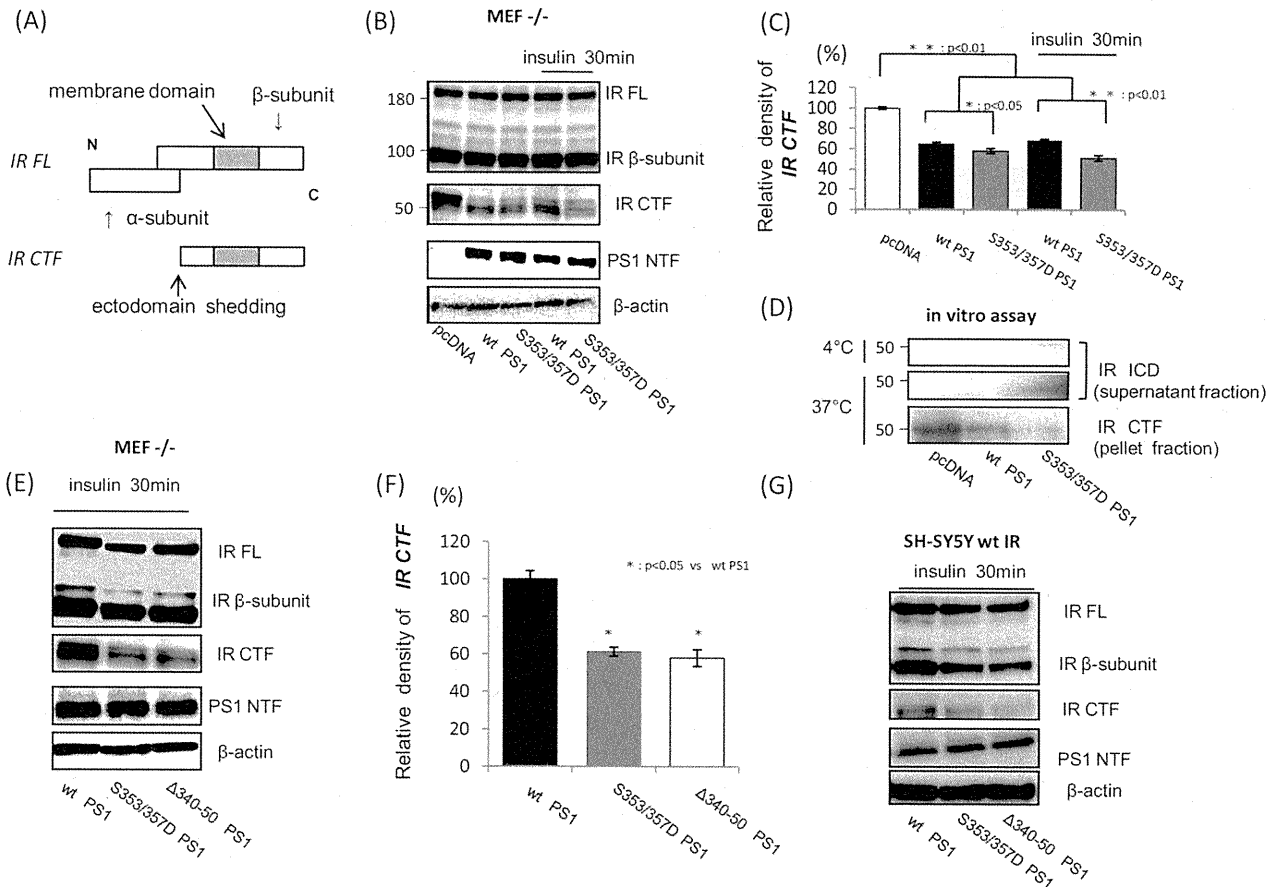 (A)
membrane domain
β-subunit
↓
N
IR FL
C
↑ α-subunit
IR CTF
ectodomain shedding
(B)
MEF -/-
insulin 30min
180
100
50
IR FL
IR β-subunit
IR CTF
PS1 NTF
β-actin
pcDNA
wt PS1
S353/357D PS1
wt PS1
S353/357D PS1
(C)
(%)
insulin 30min
* * : p<0.01
* : p<0.05
* * : p<0.01
Relative density of
IR CTF
120
100
80
60
40
20
0
pcDNA
wt PS1
S353/357D PS1
wt PS1
S353/357D PS1
(D)
in vitro assay
4°C
50
37°C
50
50
IR ICD
(supernatant fraction)
IR CTF
(pellet fraction)
pcDNA
wt PS1
S353/357D PS1
(E)
MEF -/-
insulin 30min
IR FL
IR β-subunit
IR CTF
PS1 NTF
β-actin
wt PS1
S353/357D PS1
Δ340-50 PS1
(F)
(%)
Relative density of IR CTF
120
100
80
60
40
20
0
* : p<0.05 vs wt PS1
*
*
wt PS1
S353/357D PS1
Δ340-50 PS1
(G)
SH-SY5Y wt IR
insulin 30min
IR FL
IR β-subunit
IR CTF
PS1 NTF
β-actin
wt PS1
S353/357D PS1
Δ340-50 PS1